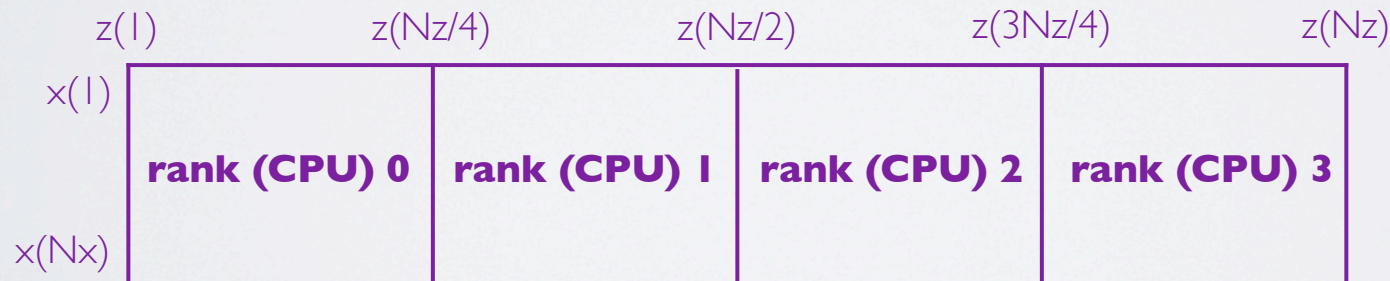 z(1) z(Nz/4) z(Nz/2) z(3Nz/4) z(Nz)
x(1)
rank (CPU) 0 rank (CPU) 1 rank (CPU) 2 rank (CPU) 3
x(Nx)